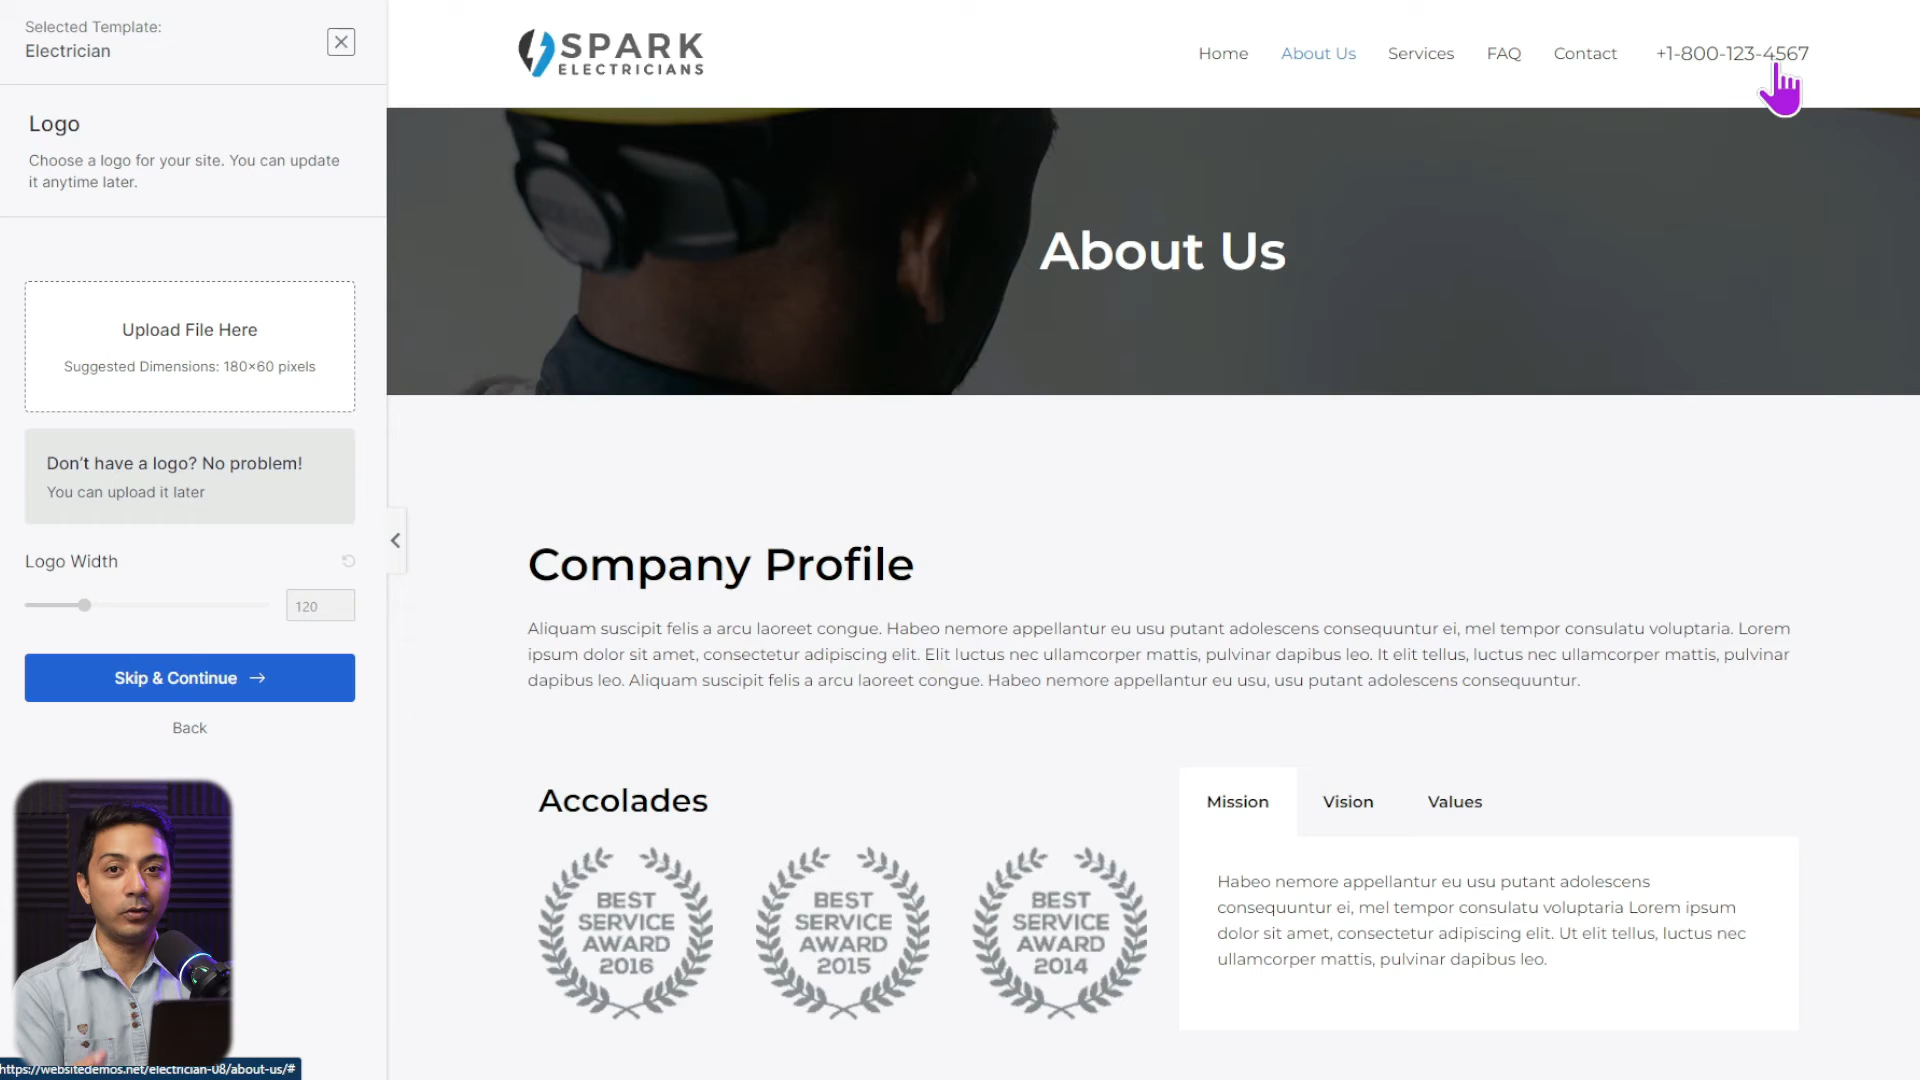 Selected Template:
Electrician
Logo
Choose a logo for your site. You can update
it anytime later.
Upload File Here
Suggested Dimensions: 180×60 pixels
Don't have a logo? No problem!
You can upload it later
Logo Width
120
Skip & Continue →
Back
https://websitedemos.net/electrician-08/about-us/#
SPARK
ELECTRICIANS
Home
About Us
Services
FAQ
Contact
+1-800-123-4567
About Us
Company Profile
Aliquam suscipit felis a arcu laoreet congue. Habeo nemore appellantur eu usu putant adolescens consequuntur ei, mel tempor consulatu voluptaria. Lorem
ipsum dolor sit amet, consectetur adipiscing elit. Elit luctus nec ullamcorper mattis, pulvinar dapibus leo. It elit tellus, luctus nec ullamcorper mattis, pulvinar
dapibus leo. Aliquam suscipit felis a arcu laoreet congue. Habeo nemore appellantur eu usu, usu putant adolescens consequuntur.
Accolades
BEST
SERVICE
AWARD
2016
BEST
SERVICE
AWARD
2015
BEST
SERVICE
AWARD
2014
Mission
Vision
Values
Habeo nemore appellantur eu usu putant adolescens
consequuntur ei, mel tempor consulatu voluptaria Lorem ipsum
dolor sit amet, consectetur adipiscing elit. Ut elit tellus, luctus nec
ullamcorper mattis, pulvinar dapibus leo.